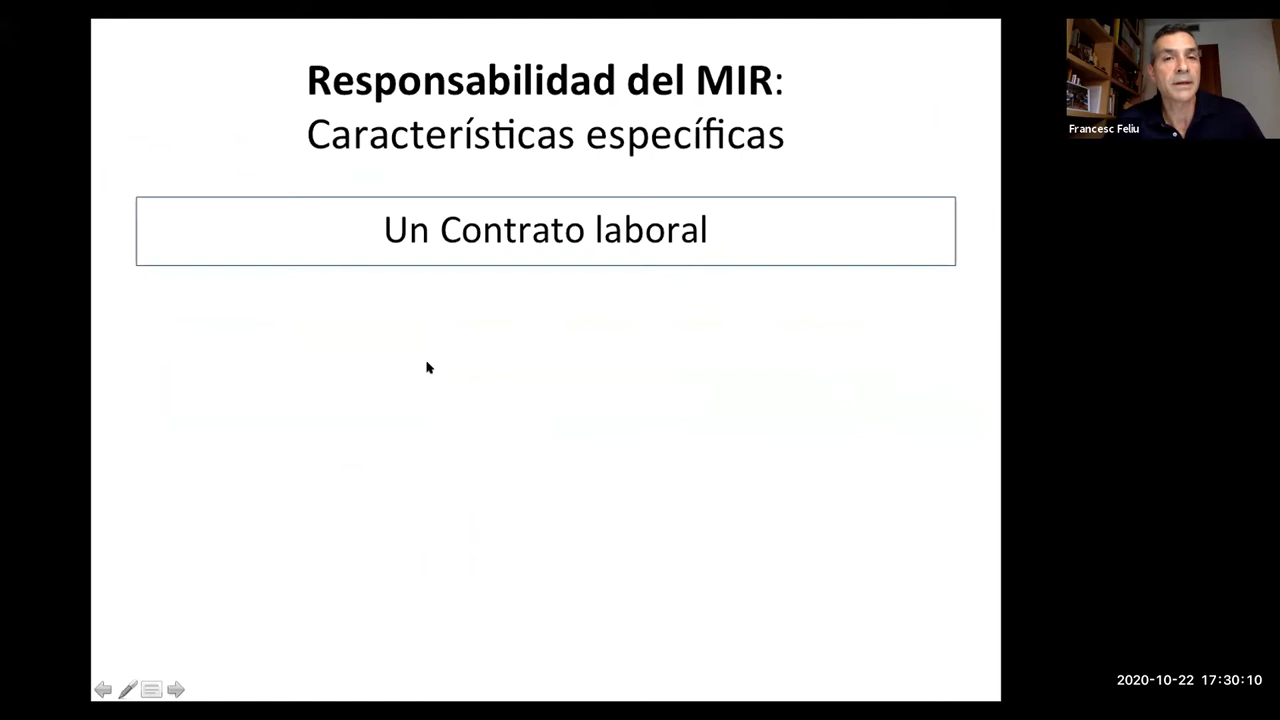 Responsabilidad del MIR:
Características específicas
Un Contrato laboral
Francesc Feliu
2020-10-22 17:30:10